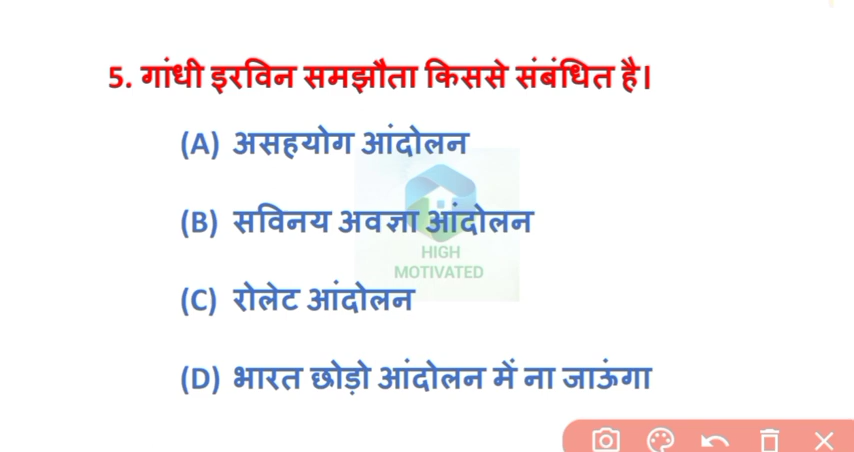 5. गांधी इरविन समझौता किससे संबंधित है।
(A) असहयोग आंदोलन
(B) सविनय अवज्ञा आंदोलन
HIGH
MOTIVATED
(C) रोलेट आंदोलन
(D) भारत छोड़ो आंदोलन में ना जाऊंगा